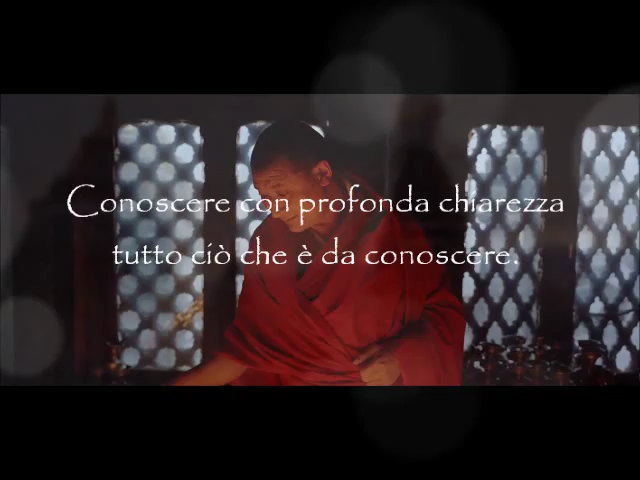 Conoscere con profonda chiarezza
tutto ciò che è da conoscere.